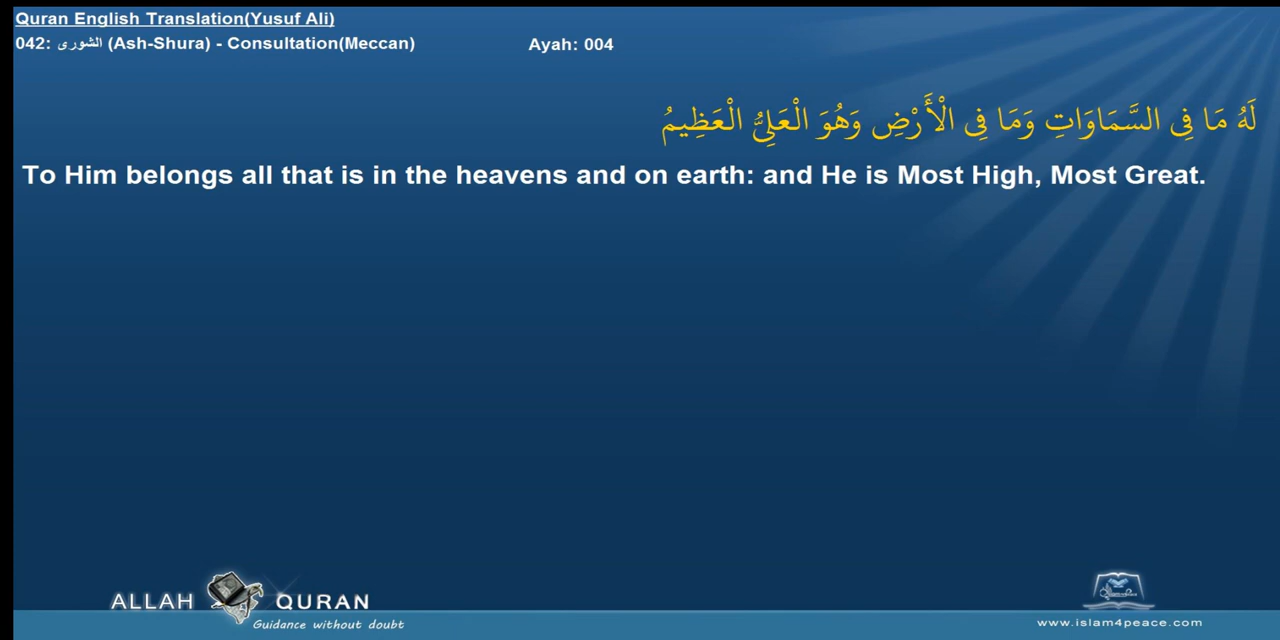 Quran English Translation(Yusuf Ali)
042: الشورى (Ash-Shura) - Consultation(Meccan) Ayah: 004
لَهُ مَا فِي السَّمَاوَاتِ وَمَا فِي الْأَرْضِ وَهُوَ الْعَلِيُّ الْعَظِيمُ
To Him belongs all that is in the heavens and on earth: and He is Most High, Most Great.
ALLAH QURAN
Guidance without doubt
www.islam4peace.com